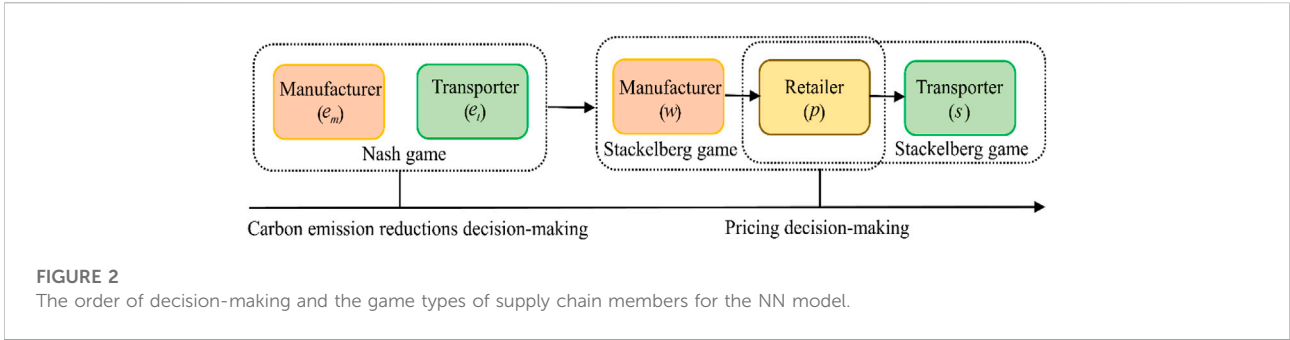 Manufacturer
(em)
Transporter
(et)
Nash game
Manufacturer
(w)
Retailer
(p)
Transporter
(s)
Stackelberg game
Stackelberg game
Carbon emission reductions decision-making
Pricing decision-making
FIGURE 2
The order of decision-making and the game types of supply chain members for the NN model.